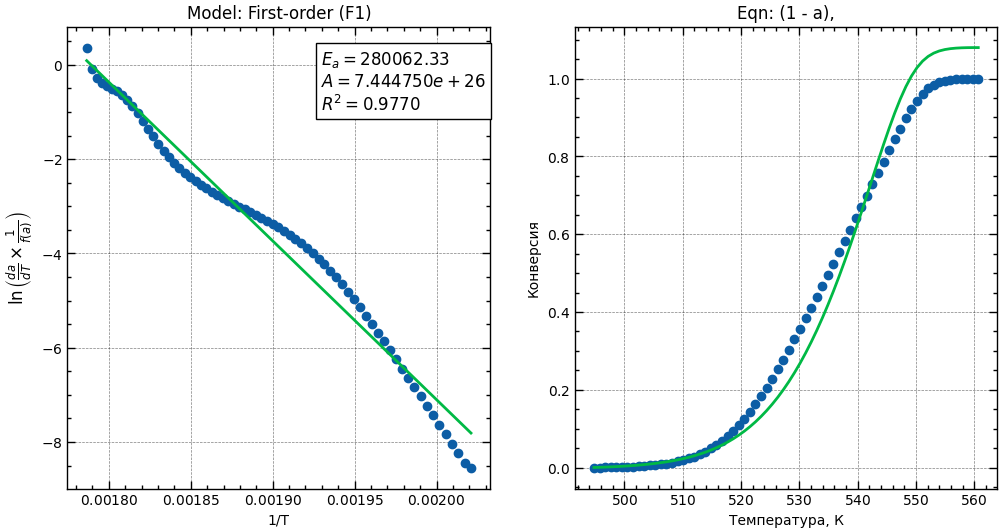 Model: First-order (F1)
Eqn: (1 - a),
E_a = 280062.33
A = 7.444750e + 26
R^2 = 0.9770
0
−2
−4
−6
−8
ln(da/dT × 1/f(a))
0.00180 0.00185 0.00190 0.00195 0.00200
1/T
1.0
0.8
0.6
0.4
0.2
0.0
Конверсия
500 510 520 530 540 550 560
Температура, К